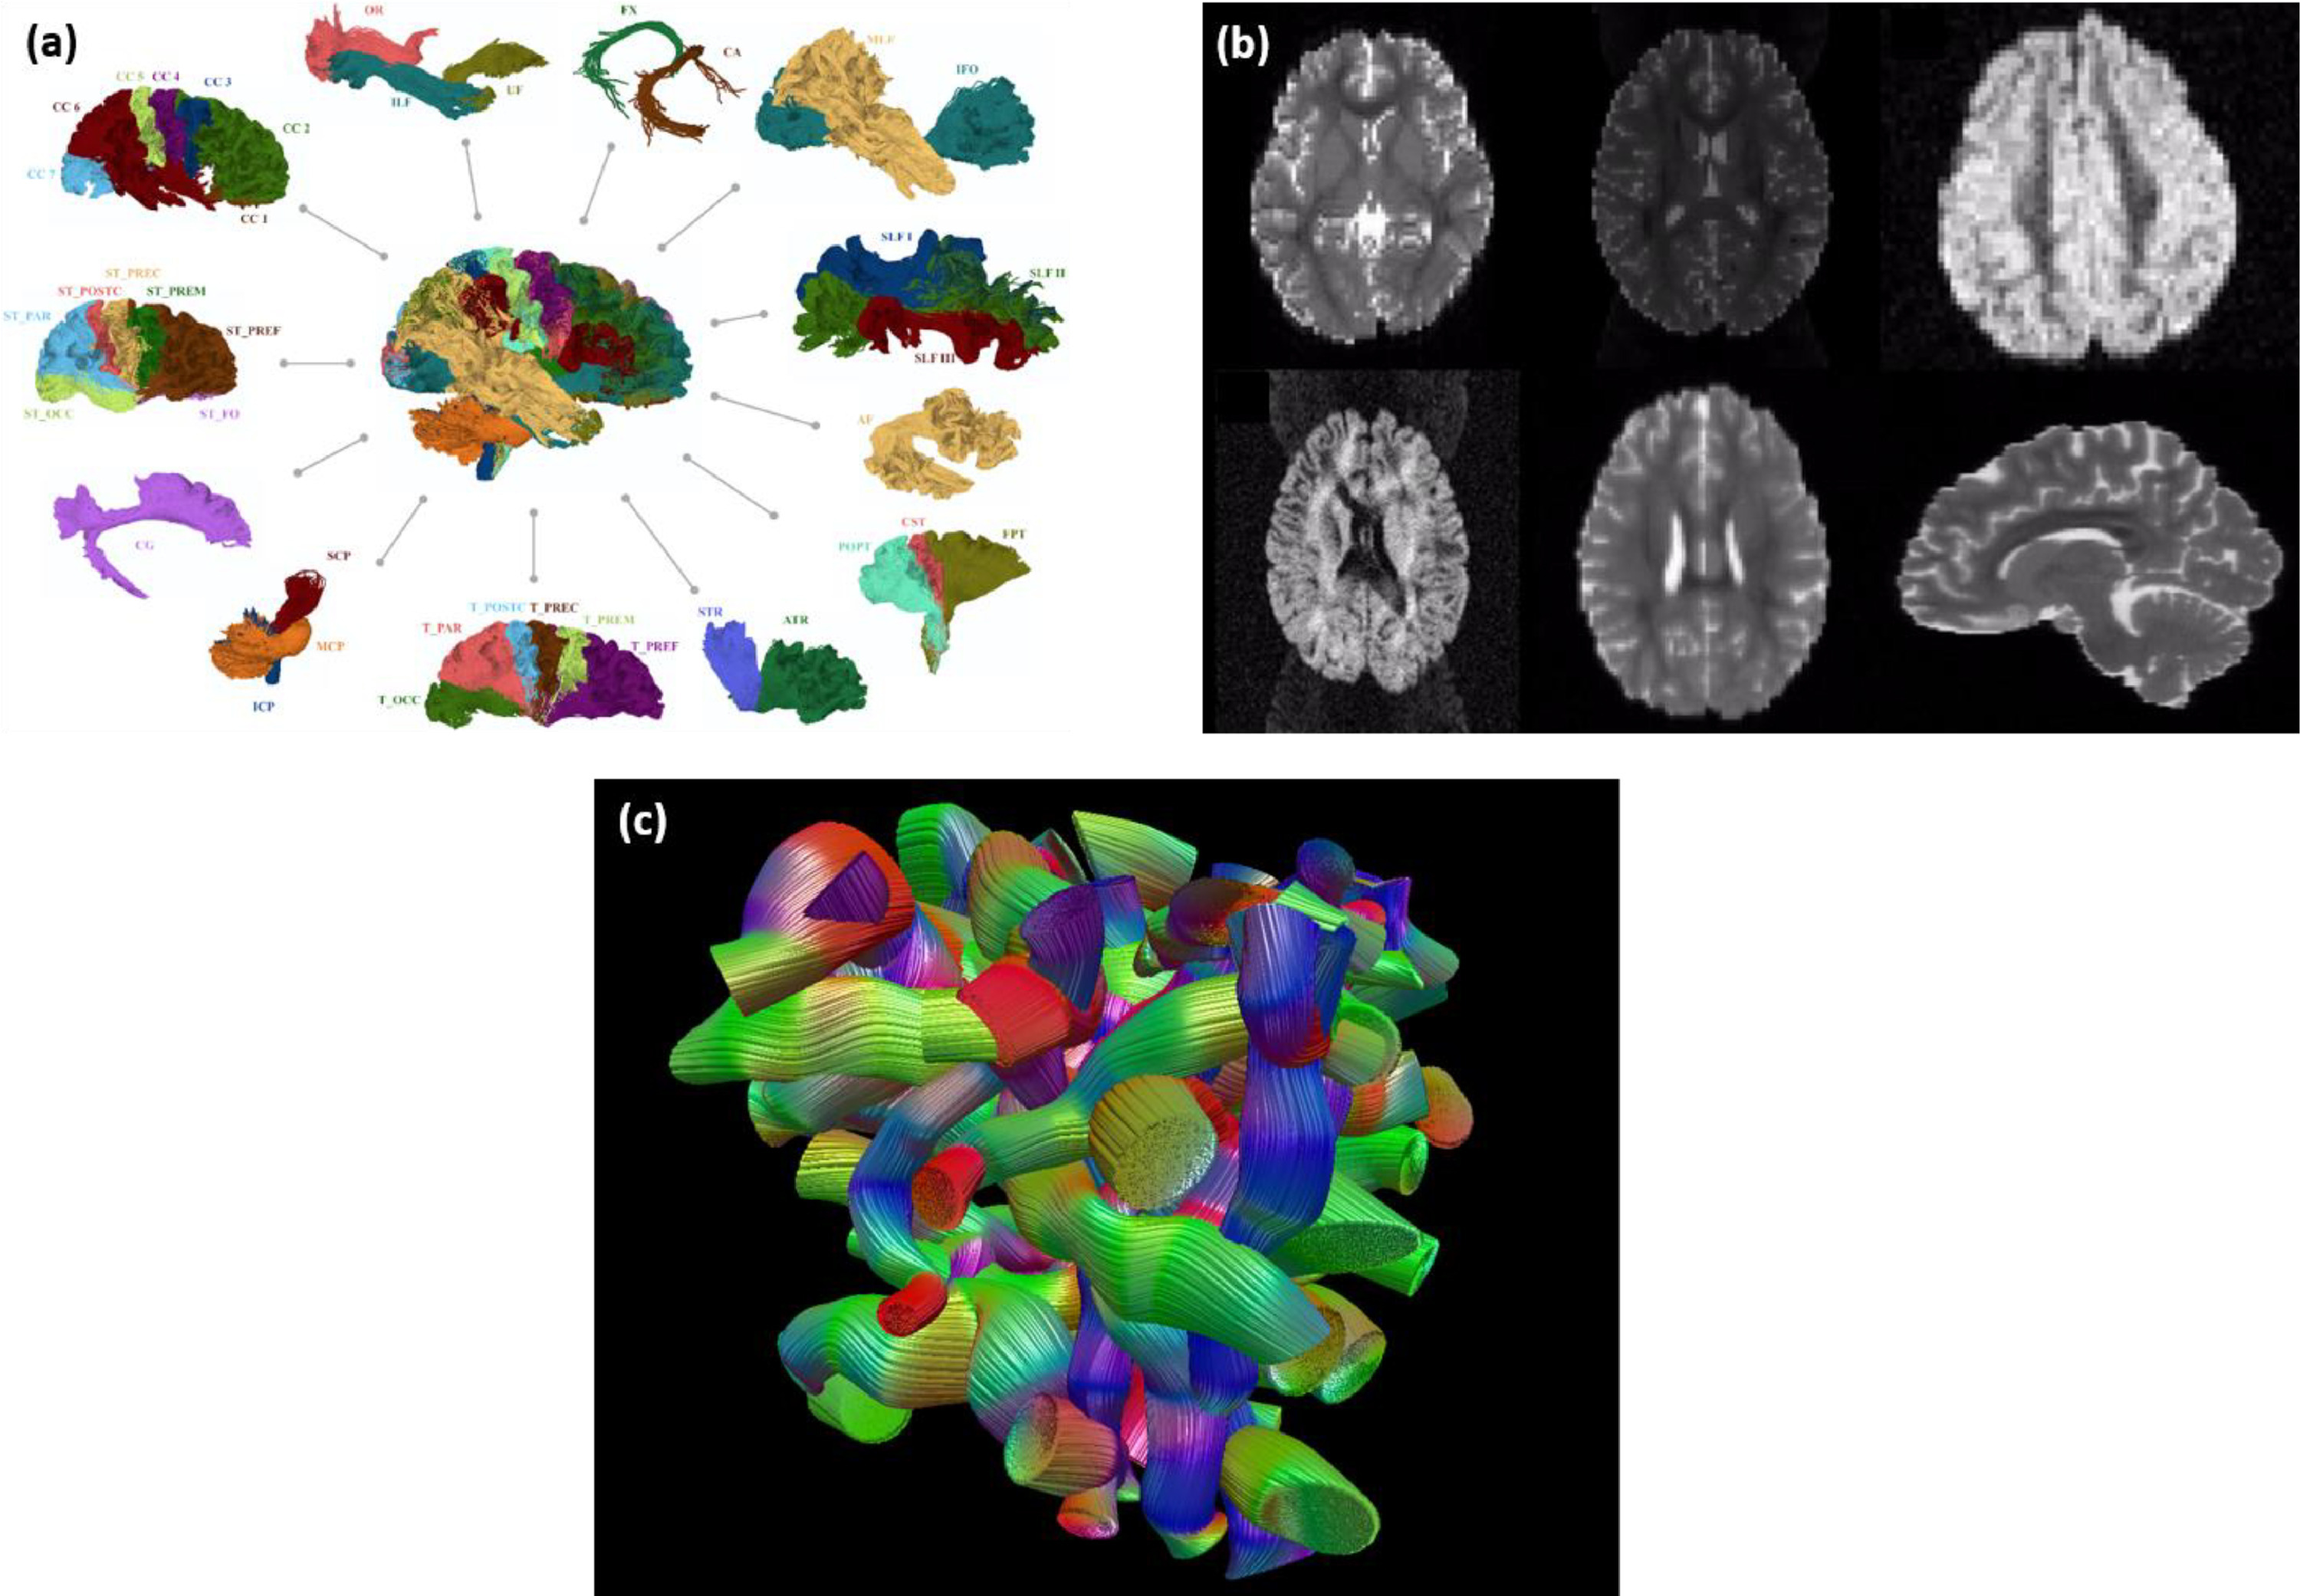 (a)
OR
ILF
UF
FX
CA
MLF
IFO
CC 5 CC 4 CC 3
CC 6
CC 2
CC 7
CC 1
SLF I
SLF II
SLF III
ST_PREC
ST_POSTC
ST_PREM
ST_PAR
ST_PREF
ST_OCC
ST_FO
AF
CG
CST
POPT
FPT
SCP
MCP
ICP
T_POSTC T_PREC
T_PREM
T_PAR
T_PREF
T_OCC
STR
ATR
(b)
(c)